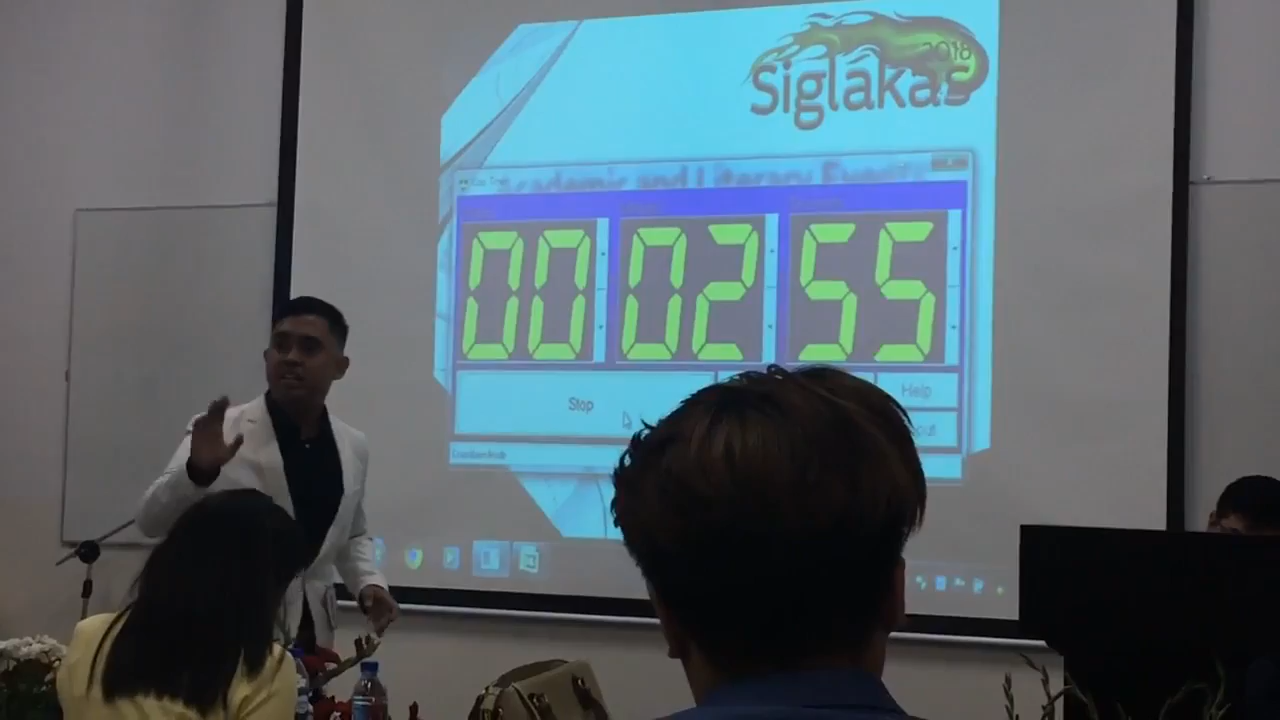 2018
Siglakas
Academic and Literary Events
00 02 55
Stop
Help